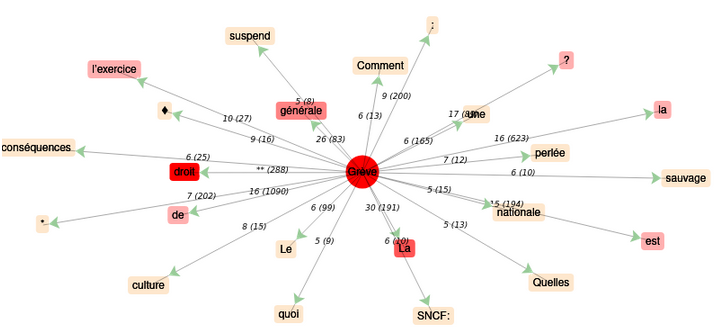 :
suspend
?
Comment
l'exercice
9 (200)
5 (8)
générale
6 (13)
17 (
une
la
10 (27)
9 (16)
26 (83)
6 (165)
16 (623)
conséquences
7 (12)
perlée
6 (25)
droit
** (288)
Grève
6 (10)
sauvage
16 (1090)
5 (15)
7 (202)
15 (194)
de
6 (99)
30 (191)
nationale
*
8 (15)
5 (13)
5 (9)
6 (10)
Le
La
est
culture
Quelles
quoi
SNCF: